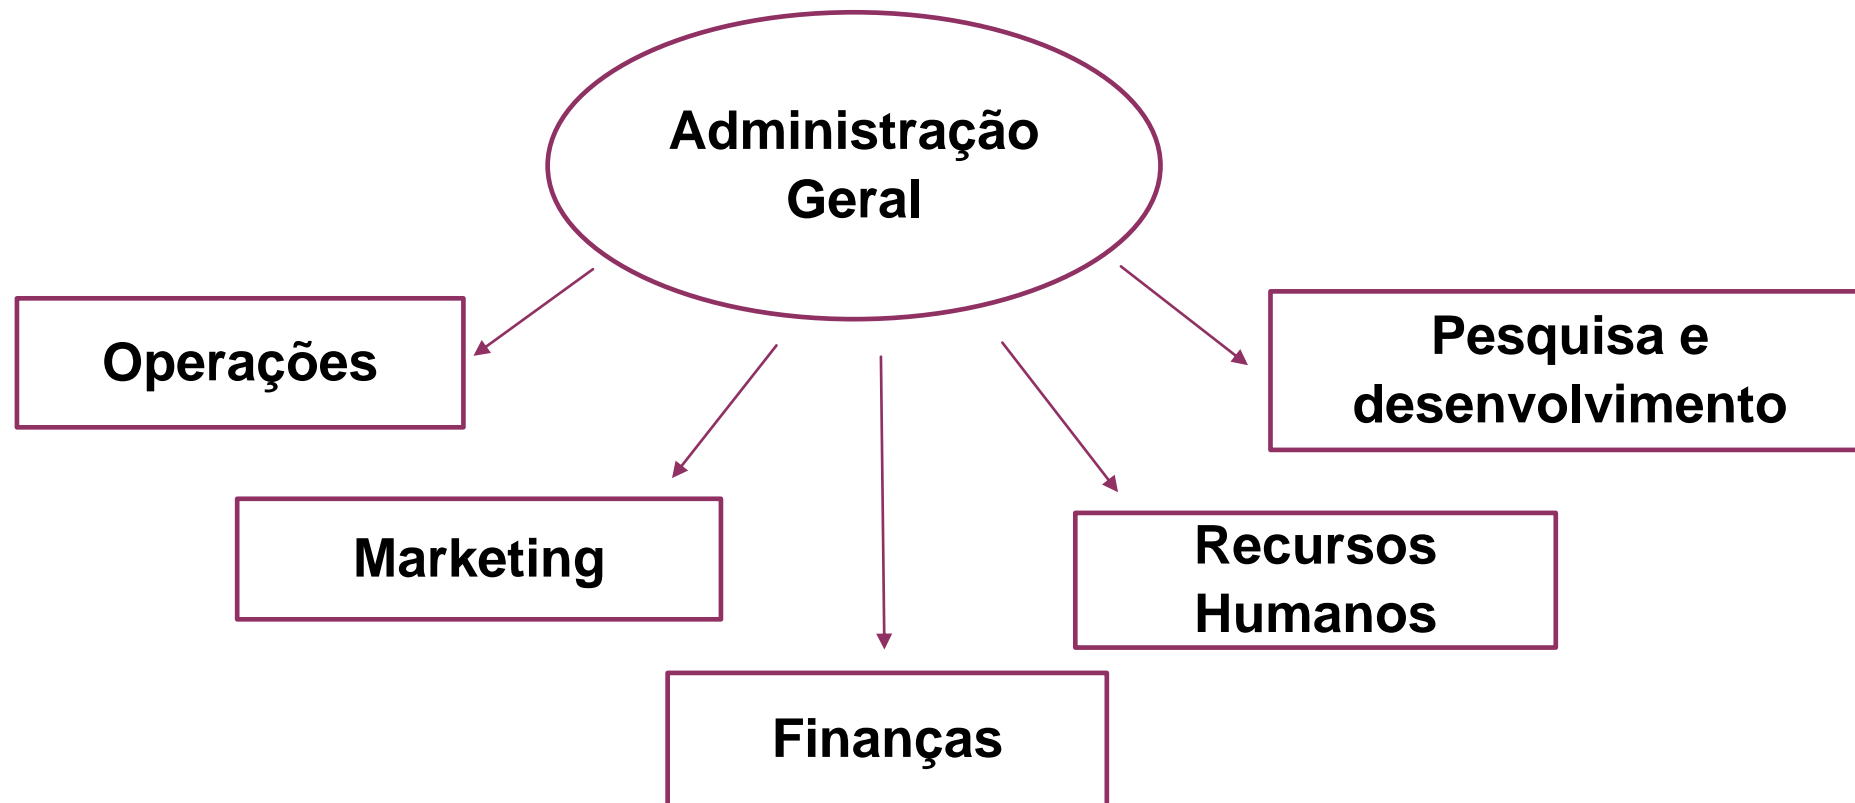 Administração
Geral
Operações
Pesquisa e
desenvolvimento
Marketing
Recursos
Humanos
Finanças